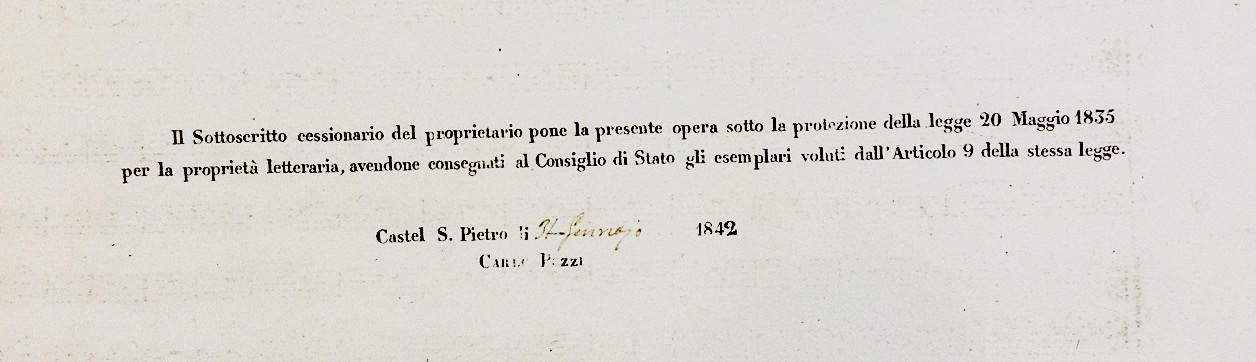 Il Sottoscritto cessionario del proprietario pone la presente opera sotto la protezione della legge 20 Maggio 1835
per la proprietà letteraria, avendone consegnati al Consiglio di Stato gli esemplari voluti dall'Articolo 9 della stessa legge.
Castel S. Pietro li Gennajo 1842
Carlo